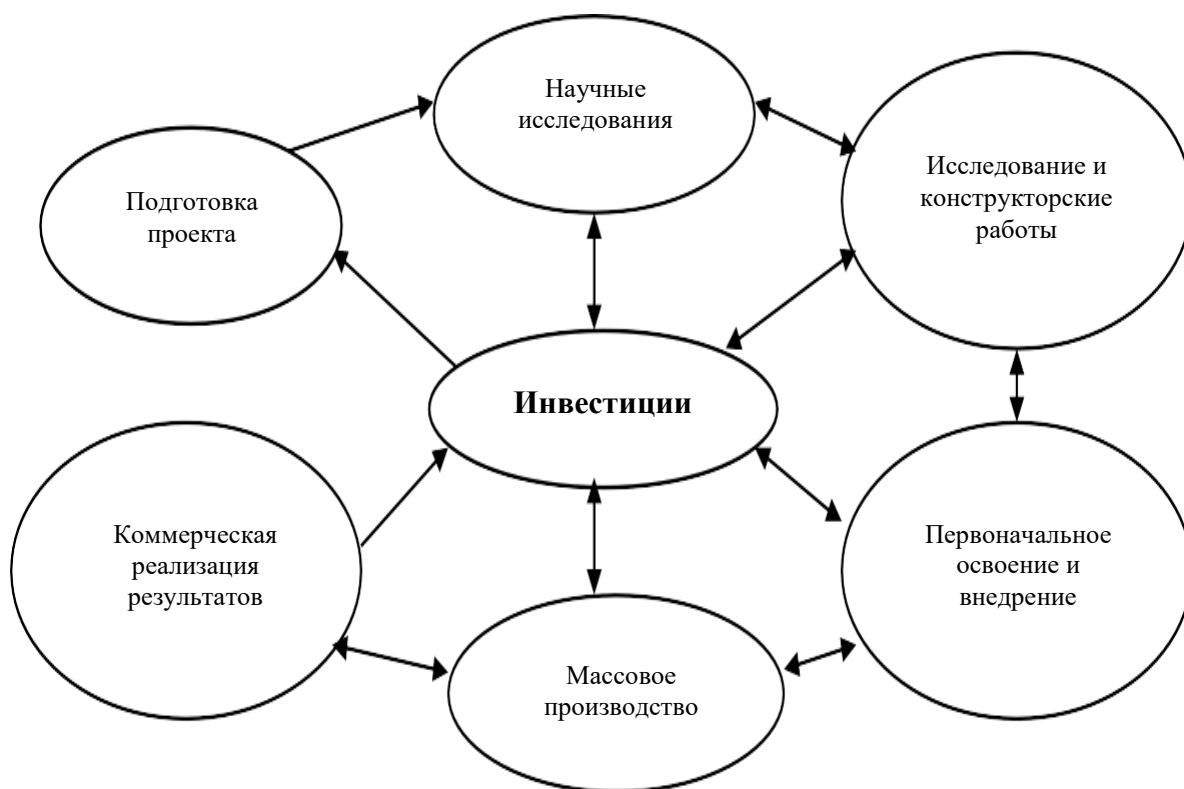 Научные
исследования
Исследование и
конструкторские
работы
Подготовка
проекта
Инвестиции
Коммерческая
реализация
результатов
Первоначальное
освоение и
внедрение
Массовое
производство